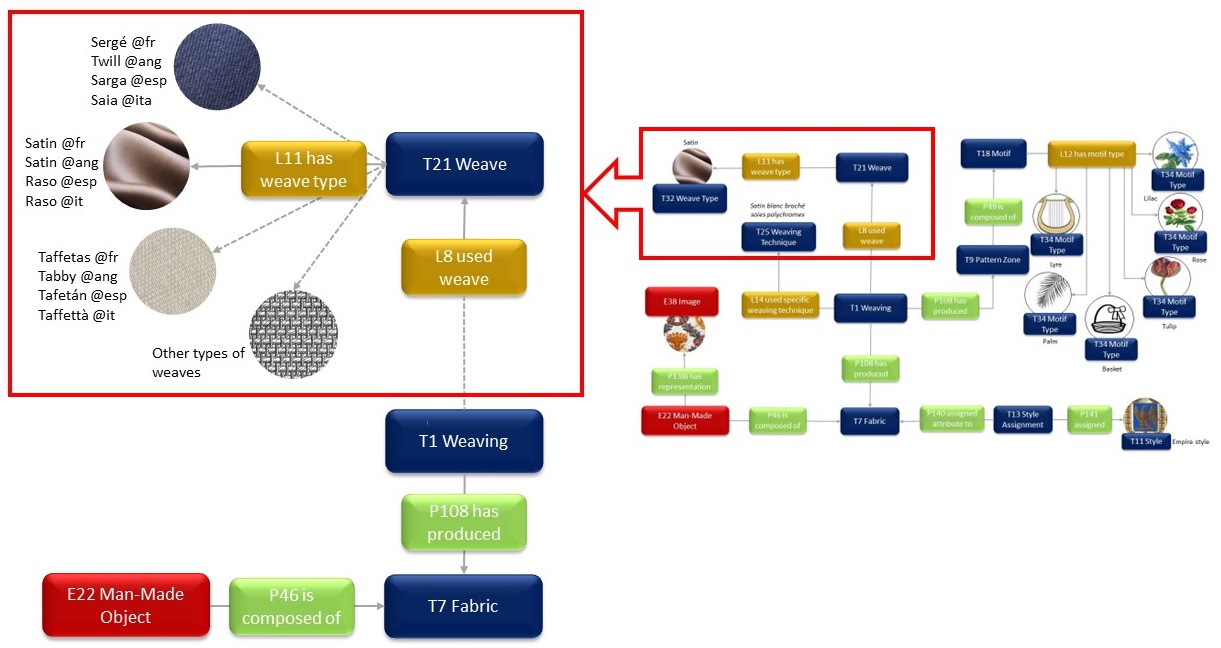 Sergé @fr
Twill @ang
Sarga @esp
Saia @ita
Satin @fr
Satin @ang
Raso @esp
Raso @it
L11 has
weave type
T21 Weave
Taffetas @fr
Tabby @ang
Tafetán @esp
Taffettà @it
L8 used
weave
Other types of
weaves
T1 Weaving
P108 has
produced
E22 Man-Made
Object
P46 is
composed of
T7 Fabric
Satin
L11 has
weave type
T21 Weave
T32 Weave Type
Satin blanc broché
soies polychromes
T25 Weaving
Technique
L8 used
weave
T18 Motif
L12 has motif type
T34 Motif
Type
Lilac
P49 is
composed of
T34 Motif
Type
Lyre
T34 Motif
Type
Rose
T9 Pattern Zone
E38 Image
L14 used specific
weaving technique
T1 Weaving
P108 has
produced
T34 Motif
Type
Palm
T34 Motif
Type
Basket
T34 Motif
Type
Tulip
P138i has
representation
P108 has
produced
E22 Man-Made
Object
P46 is
composed of
T7 Fabric
P140 assigned
attribute to
T13 Style
Assignment
P141
assigned
T11 Style
Empire style